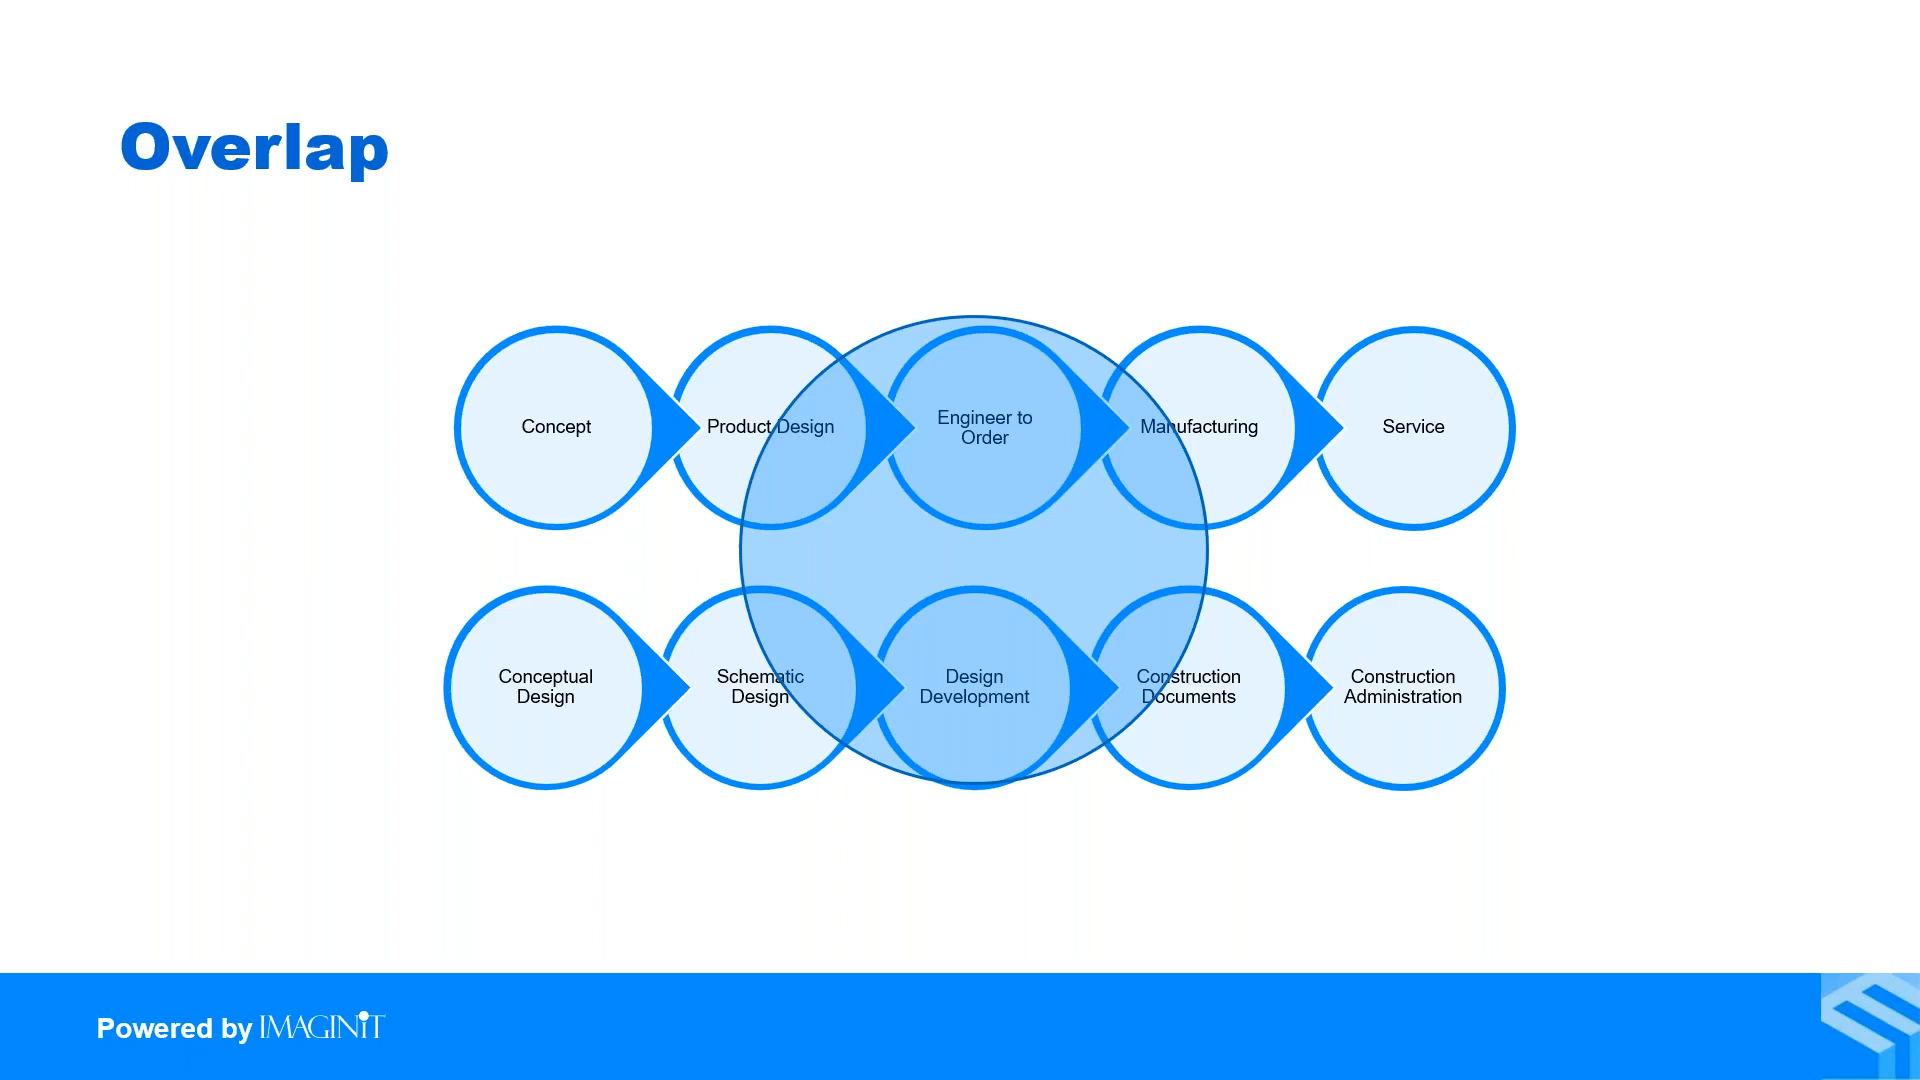 Overlap
Concept
Product Design
Engineer to
Order
Manufacturing
Service
Conceptual
Design
Schematic
Design
Design
Development
Construction
Documents
Construction
Administration
Powered by IMAGINiT